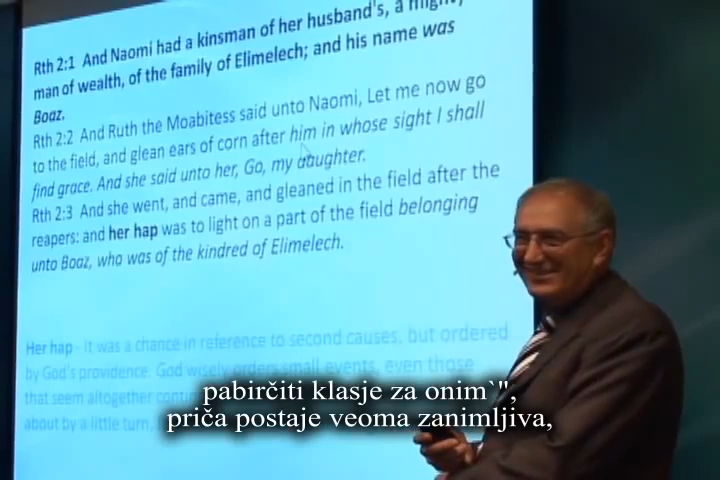 Rth 2:1 And Naomi had a kinsman of her husband's, a mighty
man of wealth, of the family of Elimelech; and his name was
Boaz.
Rth 2:2 And Ruth the Moabitess said unto Naomi, Let me now go
to the field, and glean ears of corn after him in whose sight I shall
find grace. And she said unto her, Go, my daughter.
Rth 2:3 And she went, and came, and gleaned in the field after the
reapers: and her hap was to light on a part of the field belonging
unto Boaz, who was of the kindred of Elimelech.
Her hap - It was a chance in reference to second causes, but ordered
by God's providence. God wisely orders small events, even those
that seem altogether
about by a little turn,
pabirčiti klasje za onim`",
priča postaje veoma zanimljiva,